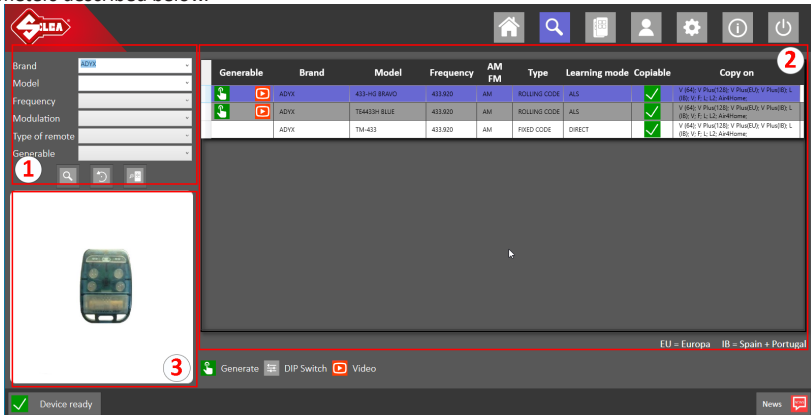 SILCA
Brand ADYX
Model
Frequency
Modulation
Type of remote
Generable
1
2
Generable Brand Model Frequency AM FM Type Learning mode Copiable Copy on
ADYX 433-HG BRAVO 433.920 AM ROLLING CODE ALS V (64); V Plus(128); V Plus(EU); V Plus(IB); L (IB); V; F; L; L2; Air4Home;
ADYX TE4433H BLUE 433.920 AM ROLLING CODE ALS V (64); V Plus(128); V Plus(EU); V Plus(IB); L (IB); V; F; L; L2; Air4Home;
ADYX TM-433 433.920 AM FIXED CODE DIRECT V (64); V Plus(128); V Plus(EU); V Plus(IB); L (IB); V; F; L; L2; Air4Home;
EU = Europa IB = Spain + Portugal
3
Generate DIP Switch Video
Device ready
News